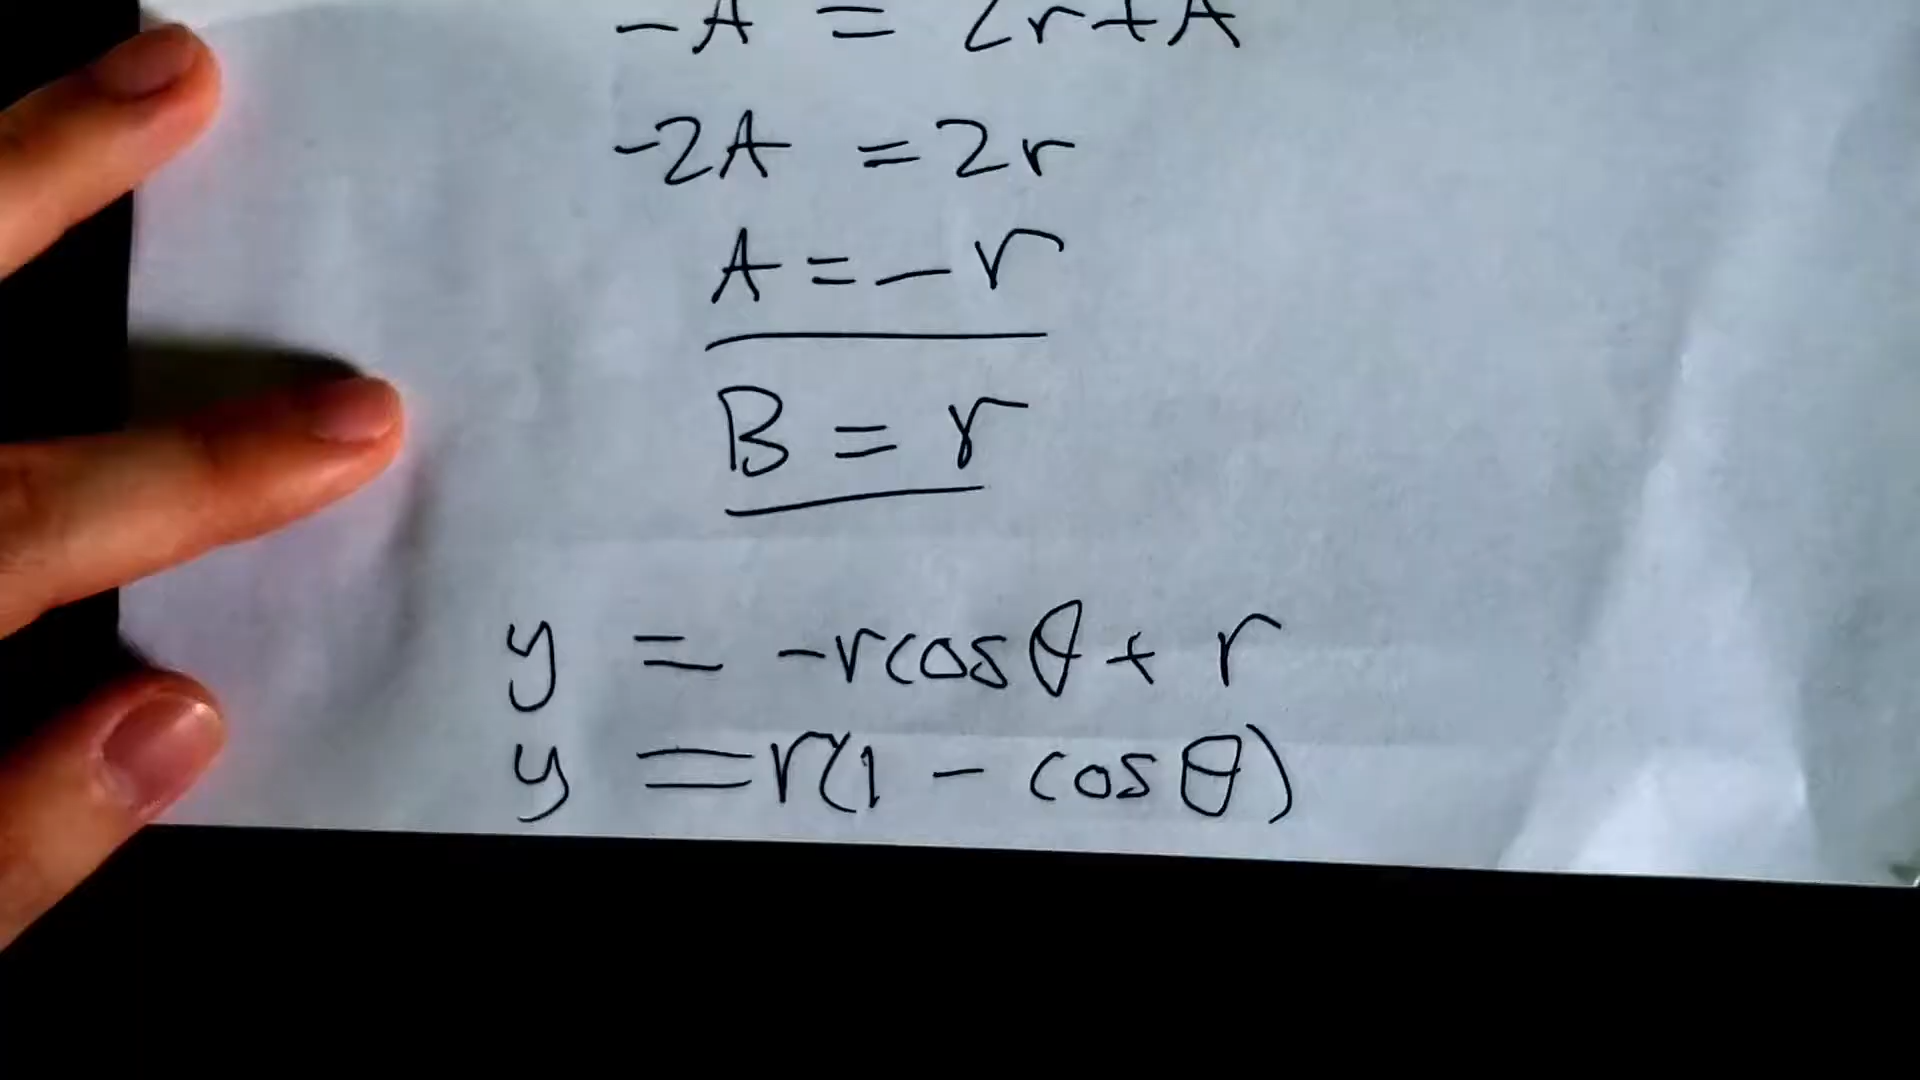 -A = 2r+A
-2A = 2r
A = -r
B = r
y = -rcosθ + r
y = r(1 - cosθ)